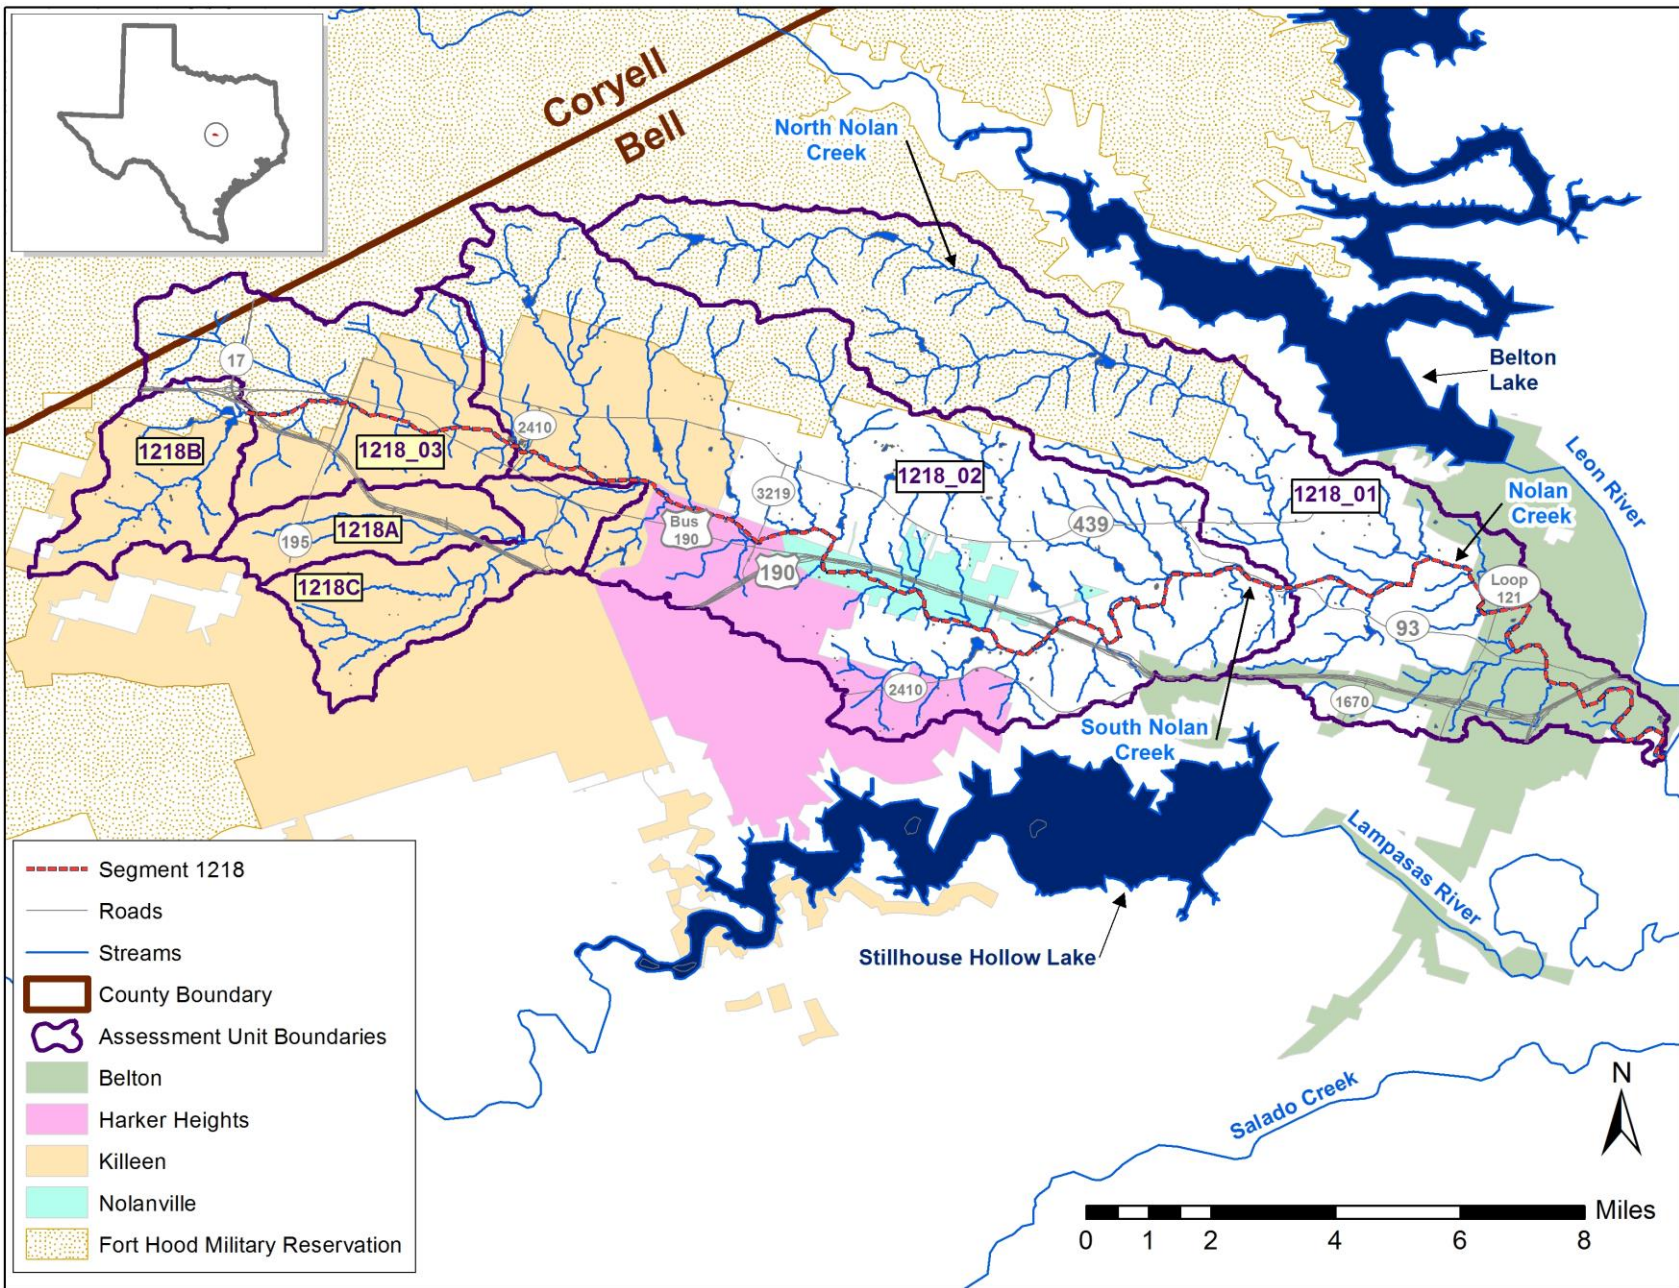 Coryell
Bell
North Nolan
Creek
17
Belton
Lake
2410
1218B
1218_03
1218_02
1218_01
Leon River
Nolan
Creek
3219
Bus
190
439
195
1218A
190
Loop
121
1218C
93
2410
1670
South Nolan
Creek
Lampasas River
Stillhouse Hollow Lake
Salado Creek
Segment 1218
Roads
Streams
County Boundary
Assessment Unit Boundaries
Belton
Harker Heights
Killeen
Nolanville
Fort Hood Military Reservation
N
Miles
0 1 2 4 6 8